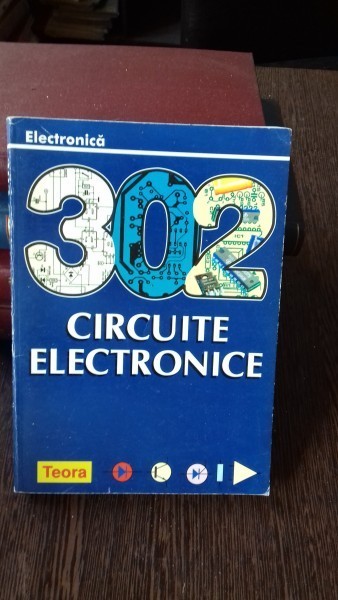 Electronică
302
CIRCUITE
ELECTRONICE
Teora